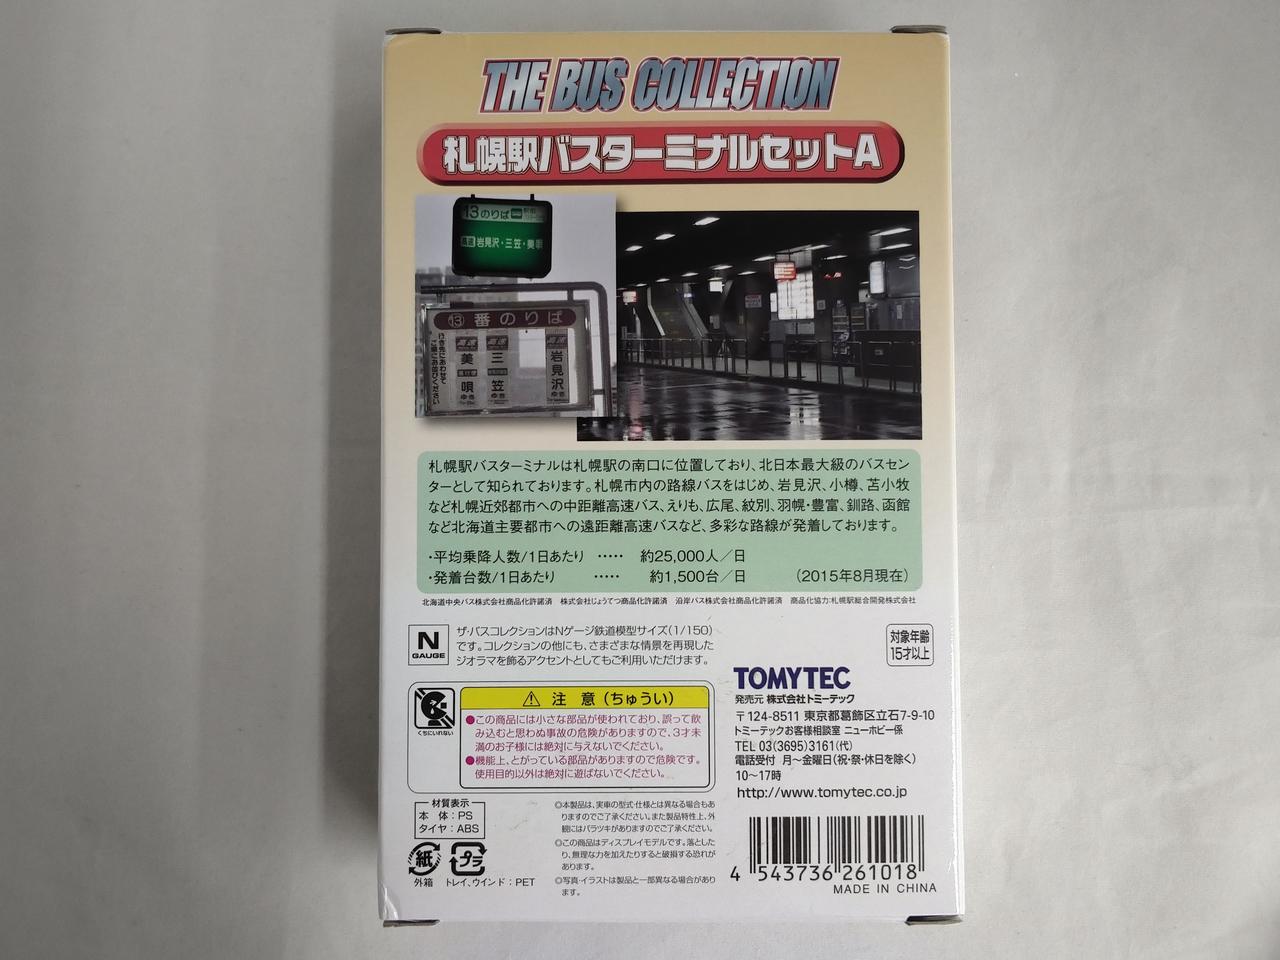 THE BUS COLLECTION
札幌駅バスターミナルセットA
13のりば
高速 岩見沢・三笠・美唄
⑬番のりば
行き先にあわせて
ご乗にお並びください
高速 高速 高速
美唄 三笠 岩見沢
ゆき ゆき ゆき
札幌駅バスターミナルは札幌駅の南口に位置しており、北日本最大級のバスセン
ターとして知られております。札幌市内の路線バスをはじめ、岩見沢、小樽、苫小牧
など札幌近郊都市への中距離高速バス、えりも、広尾、紋別、羽幌・豊富、釧路、函館
など北海道主要都市への遠距離高速バスなど、多彩な路線が発着しております。
・平均乗降人数/1日あたり ‥‥‥ 約25,000人/日
・発着台数/1日あたり ‥‥‥ 約1,500台/日 (2015年8月現在)
北海道中央バス株式会社商品化許諾済 株式会社じょうてつ商品化許諾済 沿岸バス株式会社商品化許諾済 商品化協力:札幌駅総合開発株式会社
N
GAUGE
ザ・バスコレクションはNゲージ鉄道模型サイズ(1/150)
です。コレクションの他にも、さまざまな情景を再現した
ジオラマを飾るアクセントとしてもご利用いただけます。
対象年齢
15才以上
くちにいれない
注 意(ちゅうい)
●この商品には小さな部品が使われており、誤って飲
み込むと思わぬ事故の危険がありますので、3才未
満のお子様には絶対に与えないでください。
●機能上、とがっている部品がありますので危険です。
使用目的以外は絶対に遊ばないでください。
TOMYTEC
発売元 株式会社トミーテック
〒124-8511 東京都葛飾区立石7-9-10
トミーテックお客様相談室 ニューホビー係
TEL 03(3695)3161(代)
電話受付 月〜金曜日(祝・祭・休日を除く)
10〜17時
http://www.tomytec.co.jp
材質表示
本 体:PS
タイヤ:ABS
紙
外箱
プラ
トレイ、ウインド:PET
◎本製品は、実車の型式・仕様とは異なる場合もあ
りますのでご了承ください。また製品特性上、外
観にはバラツキがありますのでご了承ください。
◎この商品はディスプレイモデルです。落とした
り、無理な力を加えたりすると破損する恐れが
あります。
◎写真・イラストは製品と一部異なる場合があり
ます。
4 543736 261018
MADE IN CHINA